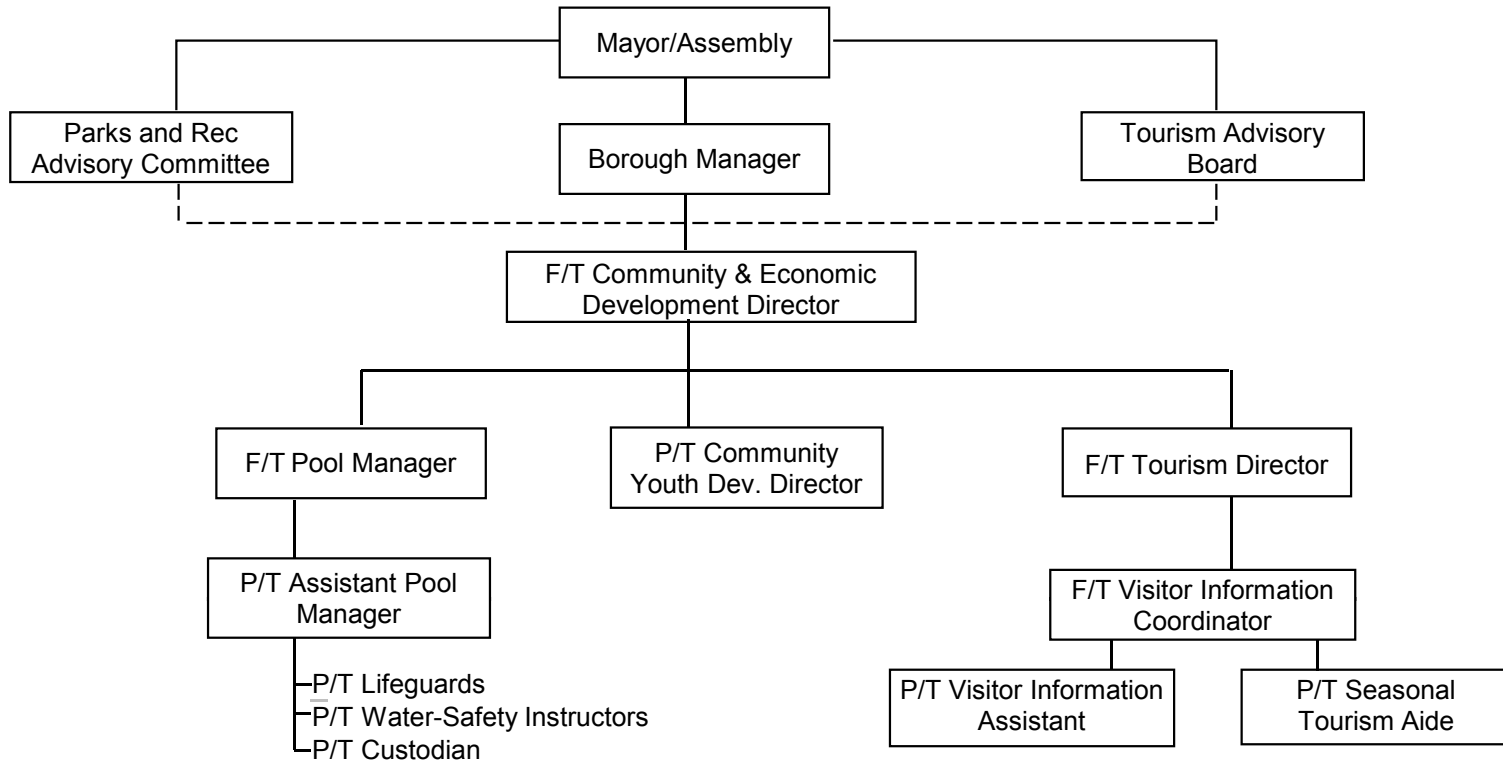 Mayor/Assembly
Parks and Rec
Advisory Committee
Borough Manager
Tourism Advisory
Board
F/T Community & Economic
Development Director
F/T Pool Manager
P/T Community
Youth Dev. Director
F/T Tourism Director
P/T Assistant Pool
Manager
F/T Visitor Information
Coordinator
P/T Lifeguards
P/T Water-Safety Instructors
P/T Custodian
P/T Visitor Information
Assistant
P/T Seasonal
Tourism Aide